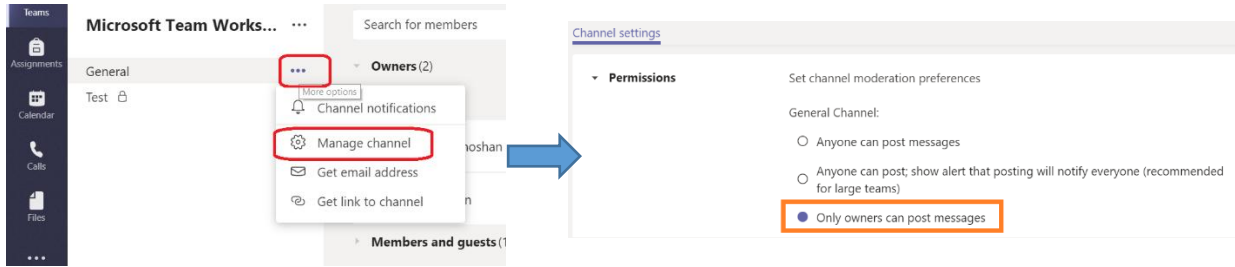 Teams
Assignments
Calendar
Calls
Files
Microsoft Team Works... ...
General
Test
More options
Channel notifications
Manage channel
Get email address
Get link to channel
Search for members
Owners (2)
noshan
n
Members and guests (1
Channel settings
Permissions
Set channel moderation preferences
General Channel:
Anyone can post messages
Anyone can post; show alert that posting will notify everyone (recommended
for large teams)
Only owners can post messages